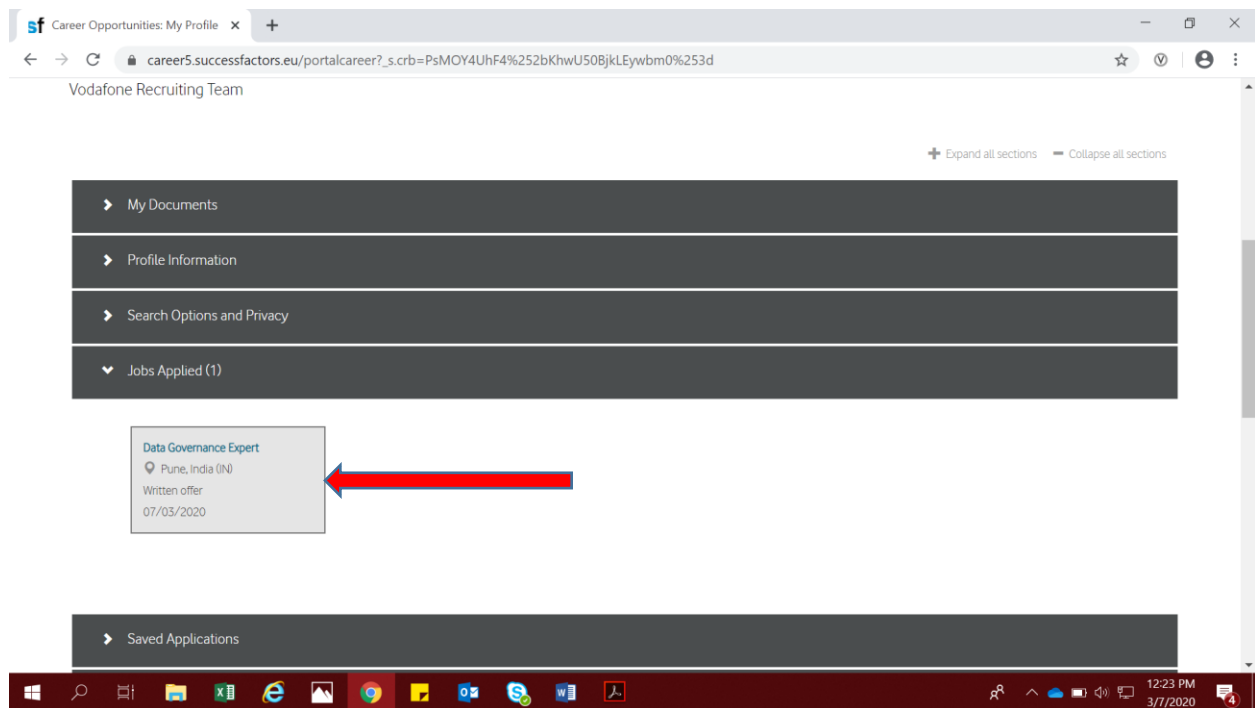 sf Career Opportunities: My Profile
career5.successfactors.eu/portalcareer?_s.crb=PsMOY4UhF4%252bKhwU50BjkLEywbm0%253d
Vodafone Recruiting Team
Expand all sections Collapse all sections
My Documents
Profile Information
Search Options and Privacy
Jobs Applied (1)
Data Governance Expert
Pune, India (IN)
Written offer
07/03/2020
Saved Applications
12:23 PM
3/7/2020
4